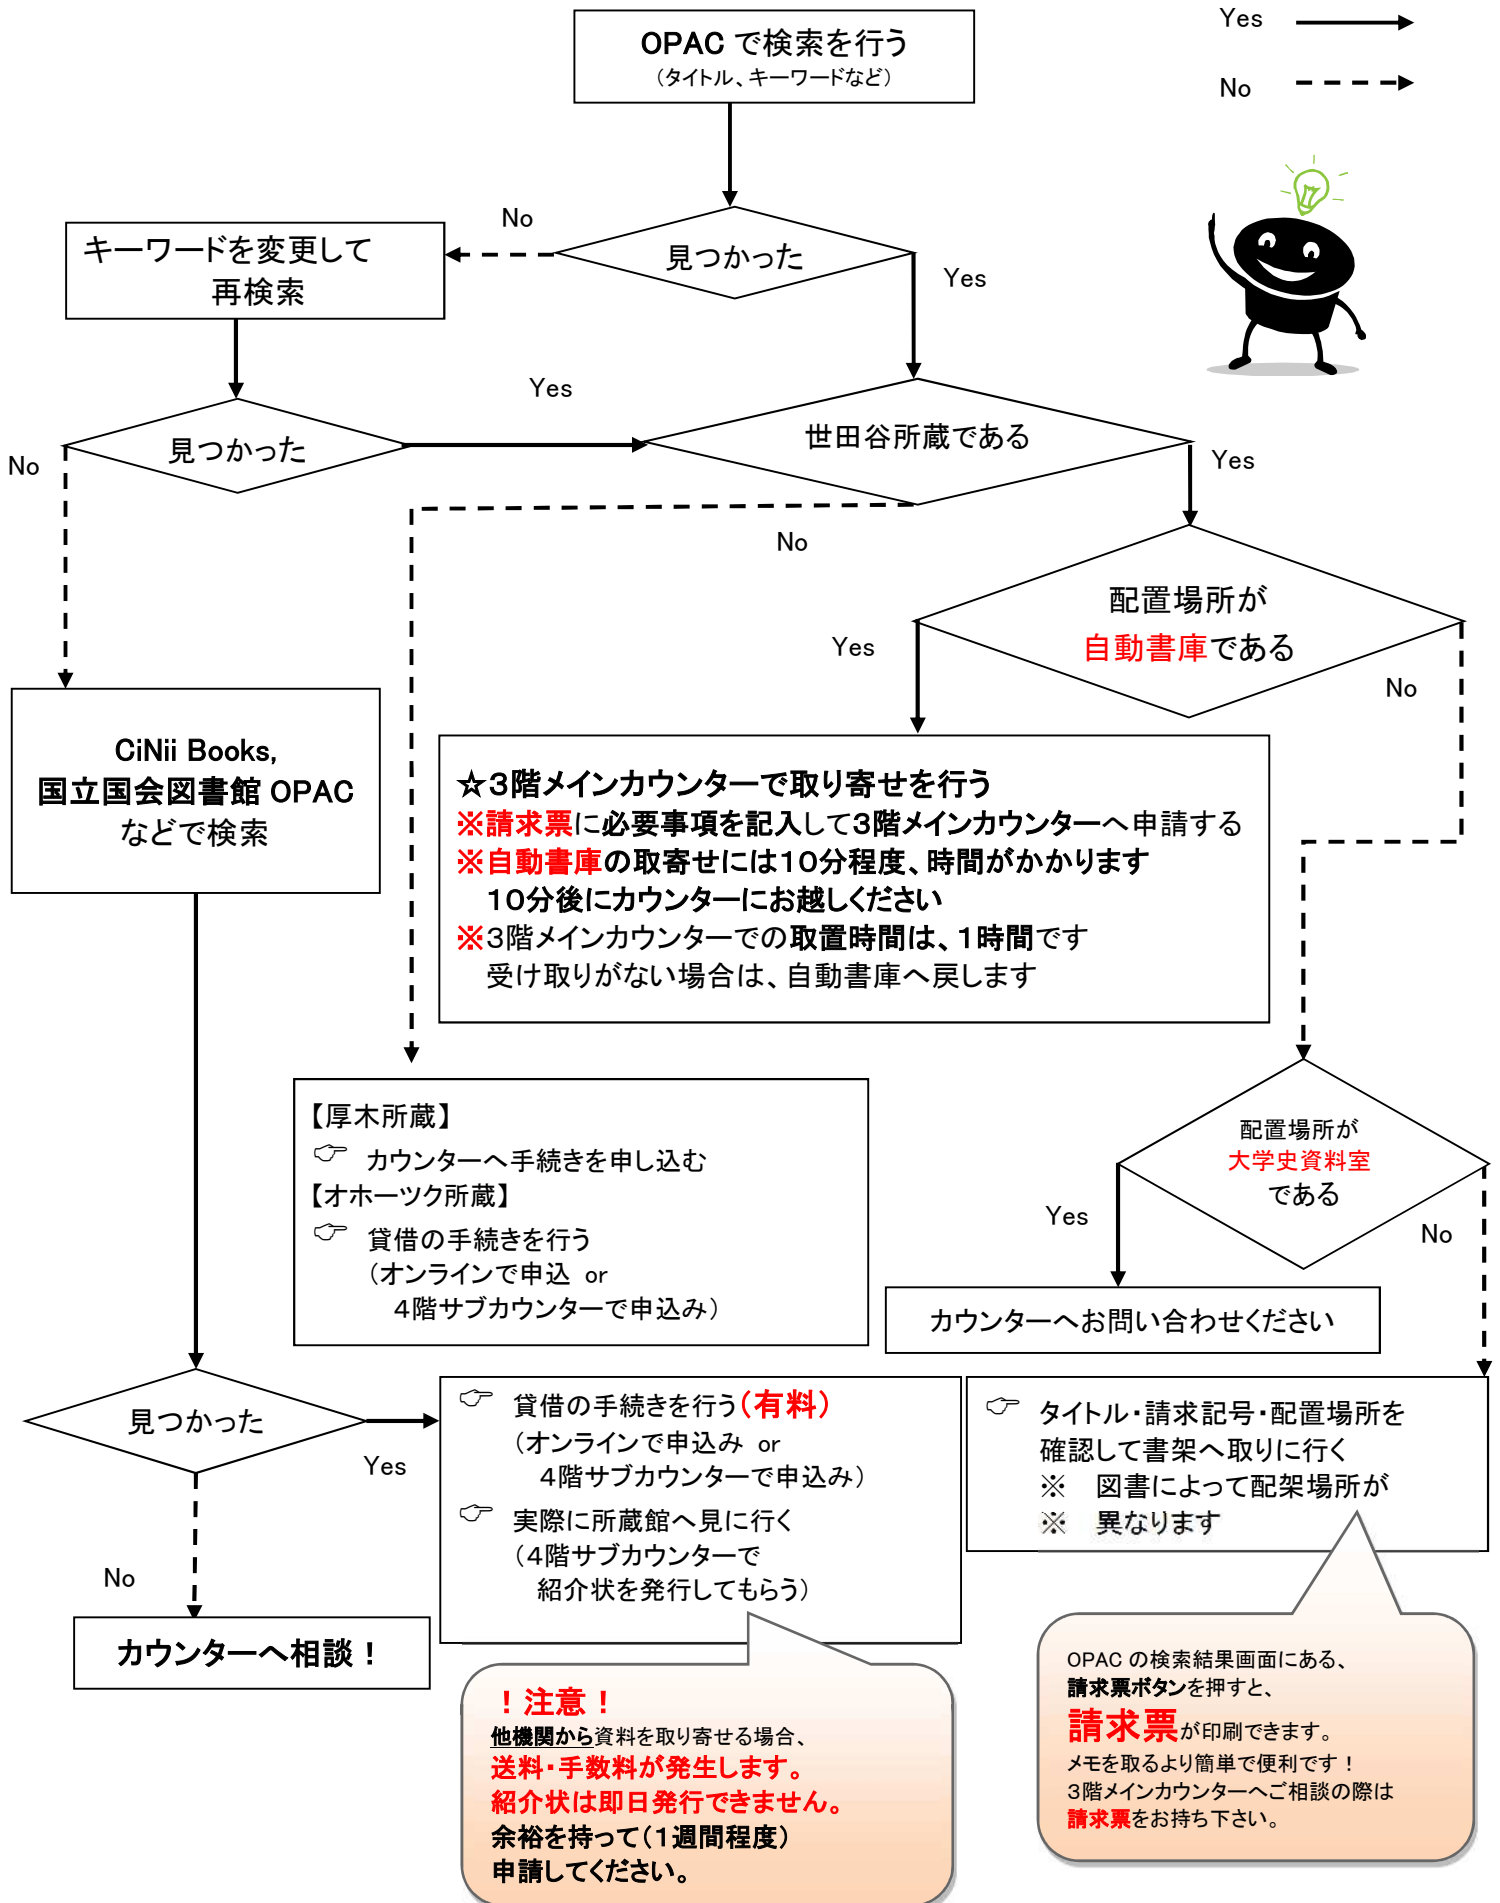 OPAC で検索を行う
（タイトル、キーワードなど）
Yes
No
見つかった
No
Yes
キーワードを変更して
再検索
見つかった
Yes
No
世田谷所蔵である
Yes
No
配置場所が
自動書庫である
Yes
No
CiNii Books,
国立国会図書館 OPAC
などで検索
☆３階メインカウンターで取り寄せを行う
※請求票に必要事項を記入して３階メインカウンターへ申請する
※自動書庫の取寄せには１０分程度、時間がかかります
１０分後にカウンターにお越しください
※３階メインカウンターでの取置時間は、１時間です
受け取りがない場合は、自動書庫へ戻します
【厚木所蔵】
☞ カウンターへ手続きを申し込む
【オホーツク所蔵】
☞ 貸借の手続きを行う
（オンラインで申込 or
４階サブカウンターで申込み）
配置場所が
大学史資料室
である
Yes
No
カウンターへお問い合わせください
見つかった
Yes
No
☞ 貸借の手続きを行う（有料）
（オンラインで申込み or
４階サブカウンターで申込み）
☞ 実際に所蔵館へ見に行く
（４階サブカウンターで
紹介状を発行してもらう）
☞ タイトル・請求記号・配置場所を
確認して書架へ取りに行く
※ 図書によって配架場所が
※ 異なります
カウンターへ相談！
！注意！
他機関から資料を取り寄せる場合、
送料・手数料が発生します。
紹介状は即日発行できません。
余裕を持って（１週間程度）
申請してください。
OPAC の検索結果画面にある、
請求票ボタンを押すと、
請求票が印刷できます。
メモを取るより簡単で便利です！
３階メインカウンターへご相談の際は
請求票をお持ち下さい。